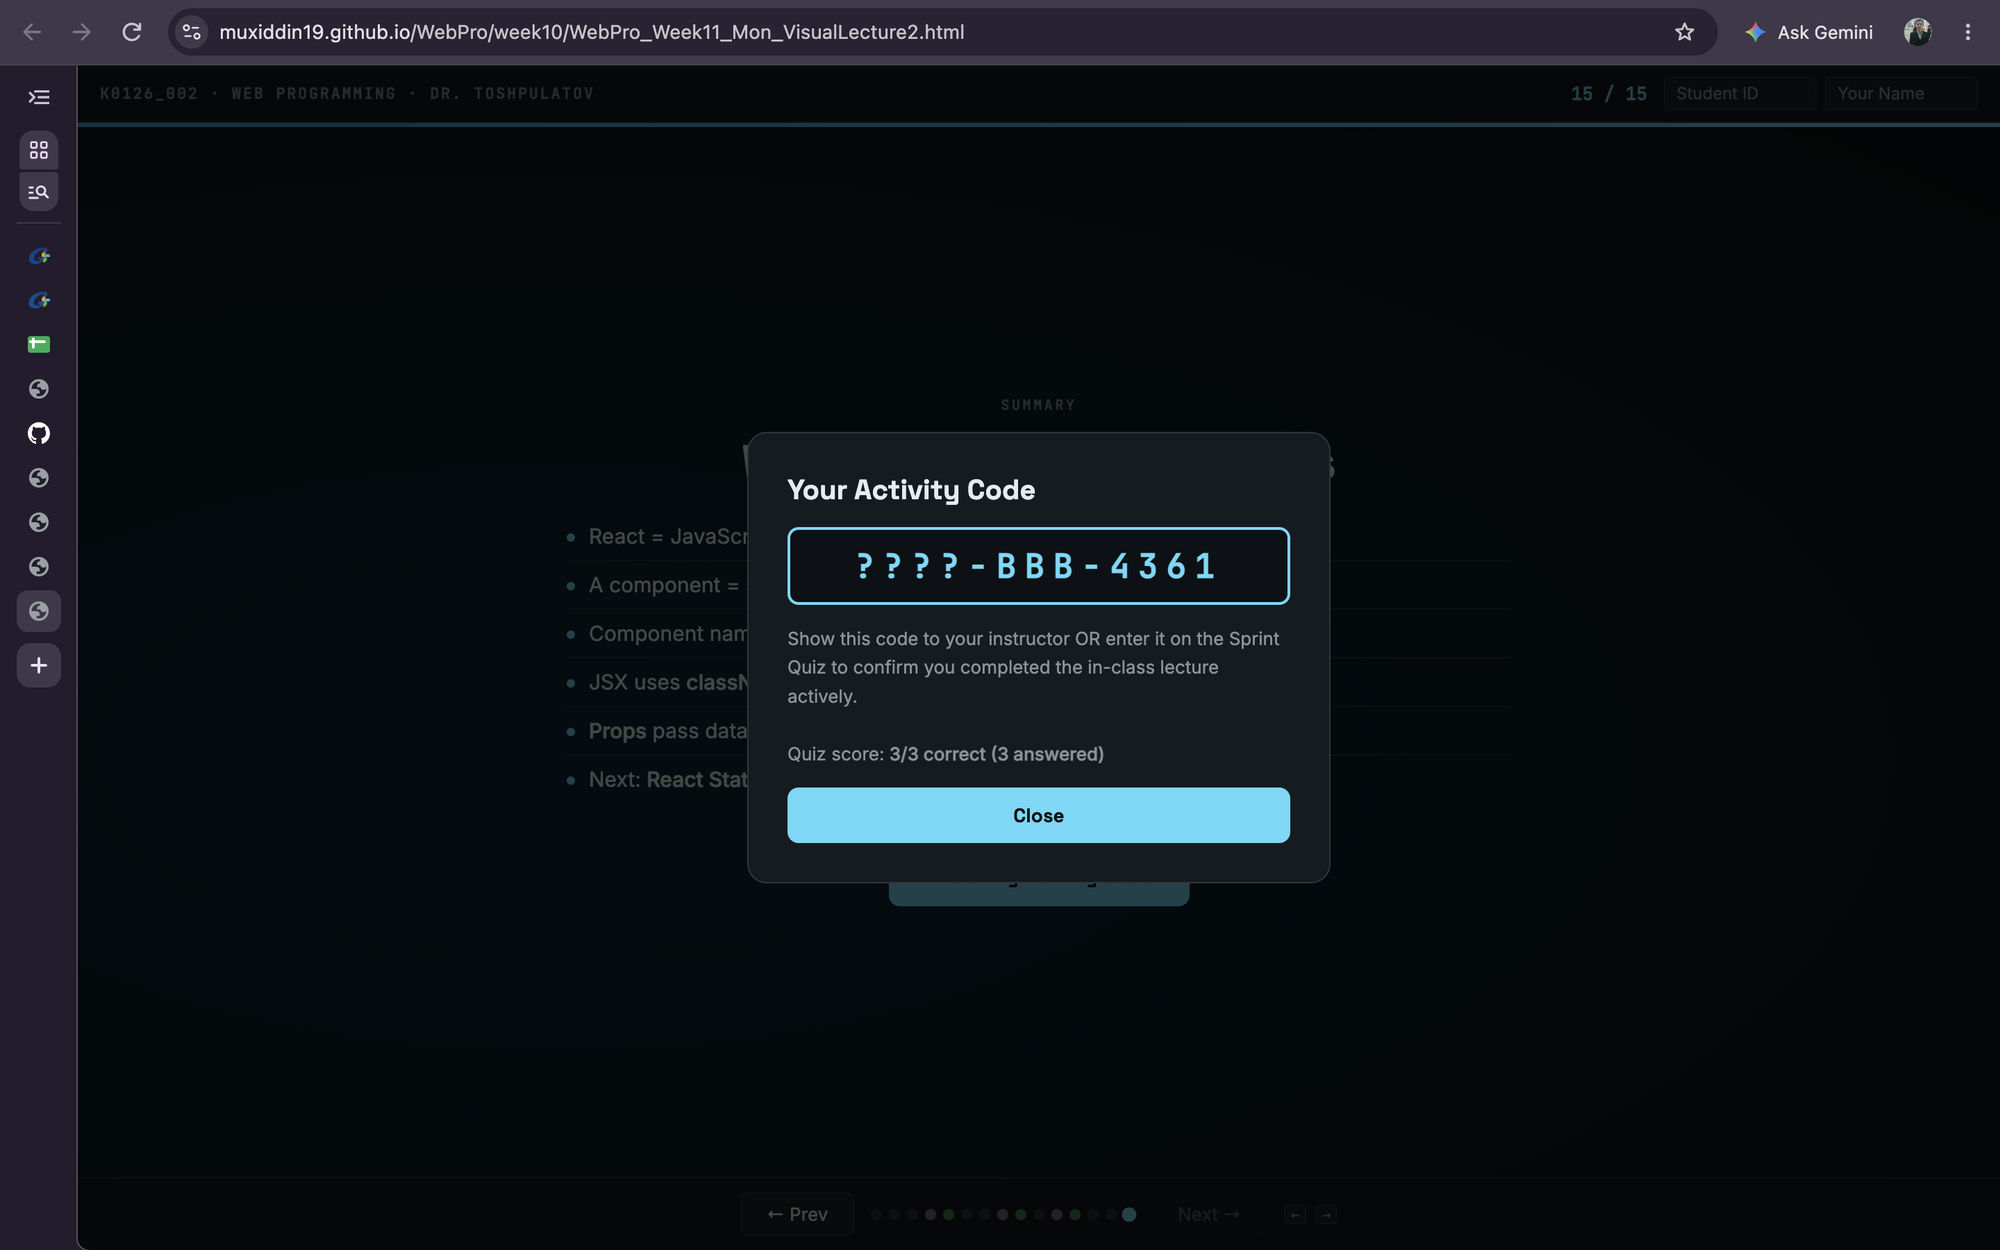 muxiddin19.github.io/WebPro/week10/WebPro_Week11_Mon_VisualLecture2.html
Ask Gemini
K0126_002 · WEB PROGRAMMING · DR. TOSHPULATOV
15 / 15
Student ID
Your Name
SUMMARY
React = JavaScr
A component =
Component nam
JSX uses classN
Props pass data
Next: React Stat
Your Activity Code
????-BBB-4361
Show this code to your instructor OR enter it on the Sprint
Quiz to confirm you completed the in-class lecture
actively.
Quiz score: 3/3 correct (3 answered)
Close
← Prev
Next →
← →